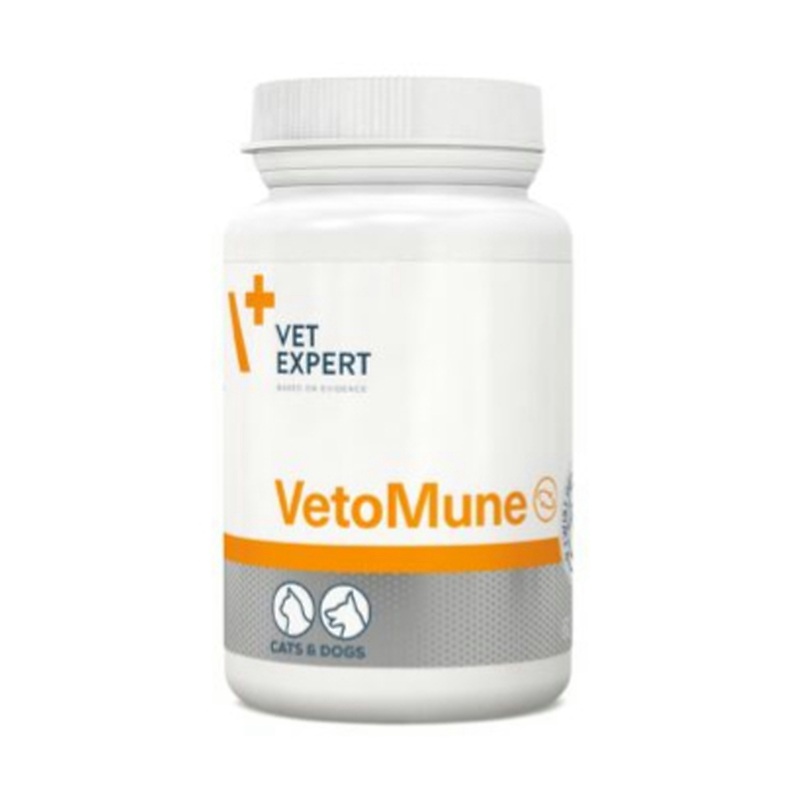 VET
EXPERT
BASED ON EVIDENCE
VetoMune
CATS & DOGS